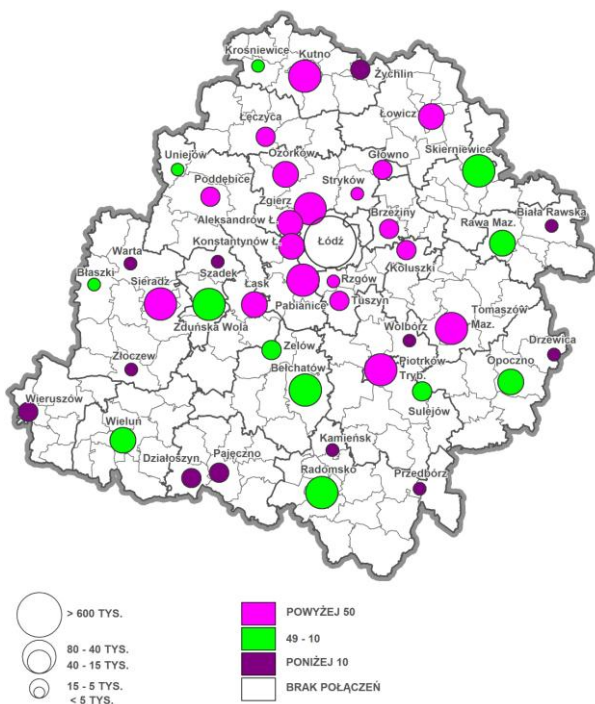 Krośniewice
Kutno
Żychlin
Łęczyca
Łowicz
Skierniewice
Uniejów
Ozorków
Główno
Poddębice
Stryków
Zgierz
Aleksandrów Ł.
Brzeziny
Rawa Maz.
Biała Rawska
Konstantynów Ł.
Łódź
Koluszki
Warta
Szadek
Błaszki
Sieradz
Łask
Rzgów
Zduńska Wola
Pabianice
Tuszyn
Tomaszów
Maz.
Wolbórz
Drzewica
Złoczew
Zelów
Bełchatów
Piotrków
Tryb.
Opoczno
Wieruszów
Sulejów
Wieluń
Kamieńsk
Działoszyn
Pajęczno
Radomsko
Przedbórz
> 600 TYS.
80 - 40 TYS.
40 - 15 TYS.
15 - 5 TYS.
< 5 TYS.
POWYŻEJ 50
49 - 10
PONIŻEJ 10
BRAK POŁĄCZEŃ